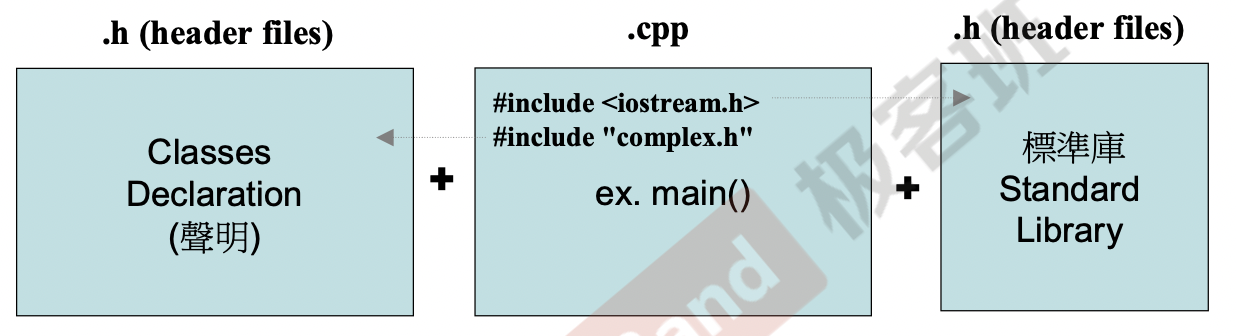 .h (header files)
.cpp
.h (header files)
Classes
Declaration
(聲明)
+
#include <iostream.h>
#include "complex.h"
ex. main()
+
標準庫
Standard
Library
极客班